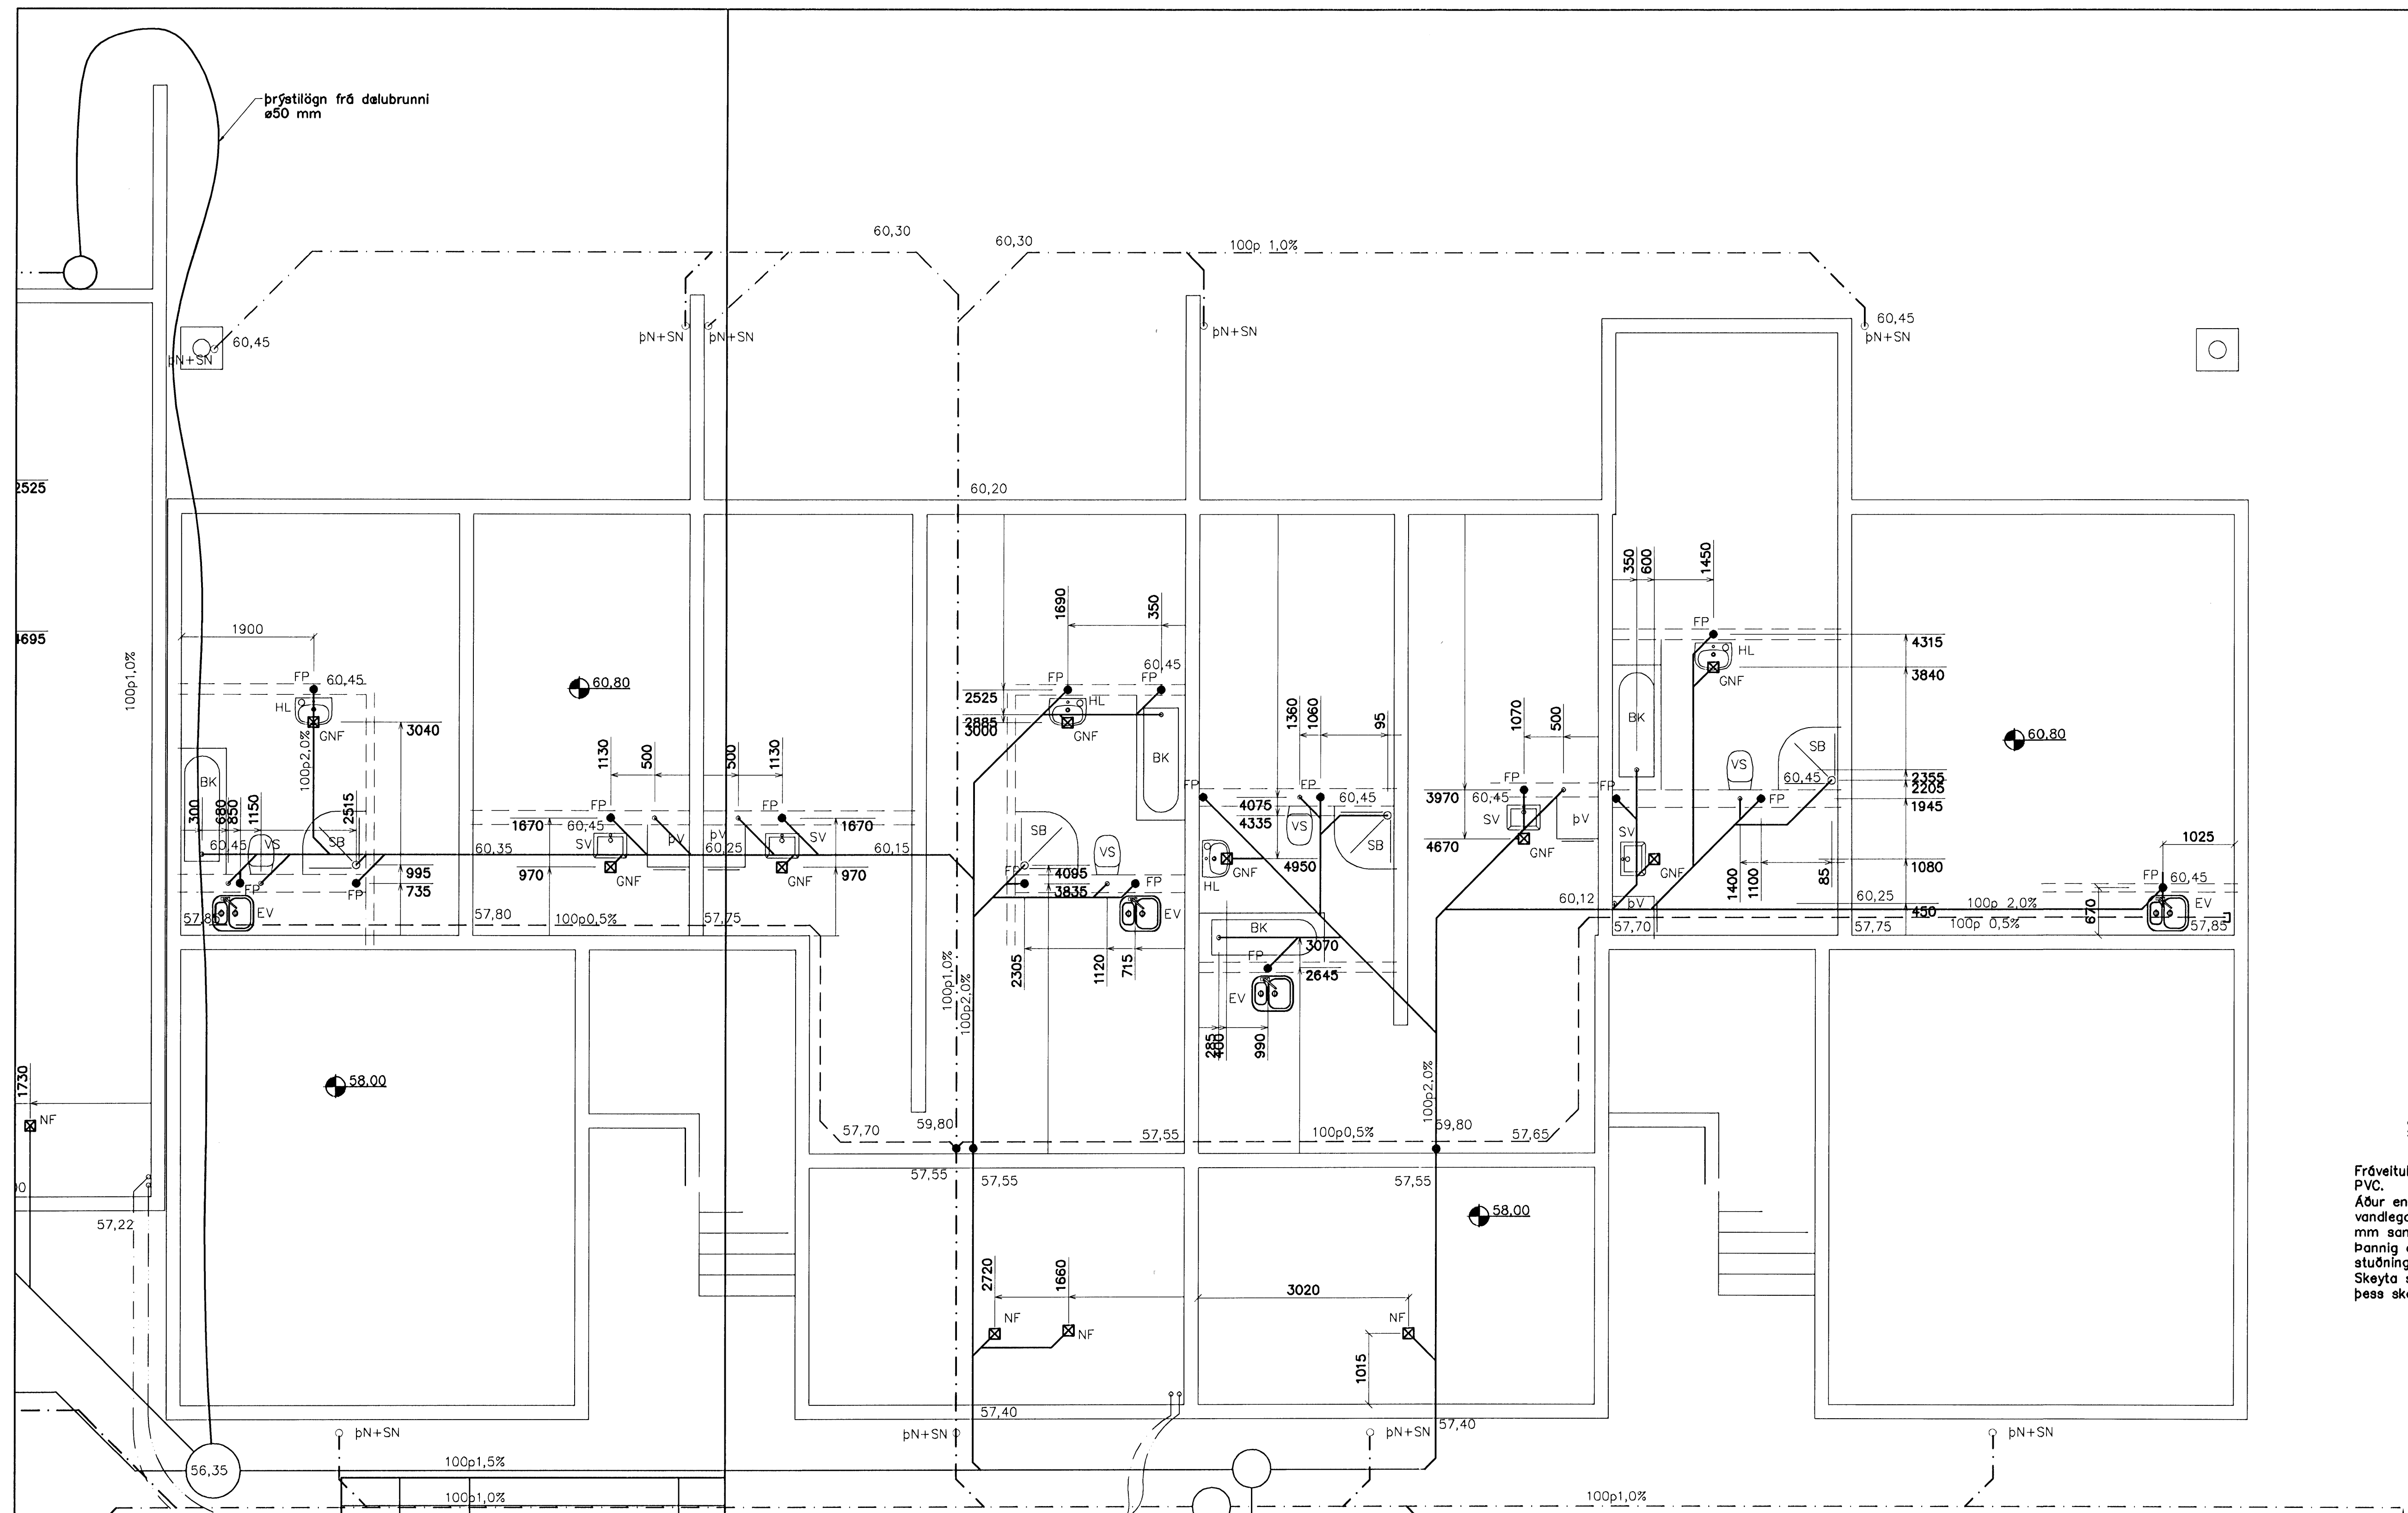 þrýstilögn frá dælubrunni
ø50 mm
60,30
60,30
100p 1,0%
60,45
þN+SN
60,45
þN+SN
þN+SN
þN+SN
þN+SN
2525
60,20
4695
100p1,0%
1900
FP
60,45
HL
GNF
3040
100p2,0%
60,80
BK
300
680
850
1150
2515
60,45
VS
SB
995
735
FP
FP
EV
57,85
1130
500
500
1130
FP
FP
1670
60,45
SV
þV
þV
SV
1670
60,35
60,25
60,15
970
GNF
GNF
970
57,80
100p0,5%
57,75
1690
350
60,45
FP
FP
2525
2885
3000
HL
GNF
BK
SB
VS
FP
4095
3835
FP
EV
2305
1120
715
100p1,0%
100p2,0%
1360
1060
95
FP
FP
60,45
4075
4335
4950
VS
SB
HL
GNF
BK
3070
2645
FP
EV
285
400
990
1070
500
FP
3970
60,45
SV
þV
4670
GNF
350
600
1450
FP
HL
GNF
4315
3840
BK
VS
SB
60,45
2355
2205
1945
FP
FP
SV
GNF
1080
1400
1100
85
60,12
þV
60,25
450
57,70
57,75
100p 2,0%
100p 0,5%
60,80
1025
FP
60,45
EV
670
57,85
58,00
1730
NF
57,22
57,70
59,80
57,55
100p0,5%
100p2,0%
59,80
57,65
57,55
57,55
57,55
58,00
2720
1660
NF
NF
3020
NF
1015
57,40
57,40
þN+SN
þN+SN
þN+SN
þN+SN
56,35
100p1,5%
100p1,0%
100p1,0%
PVC.
Áður en
mm
Þannig
Skeyta
þess